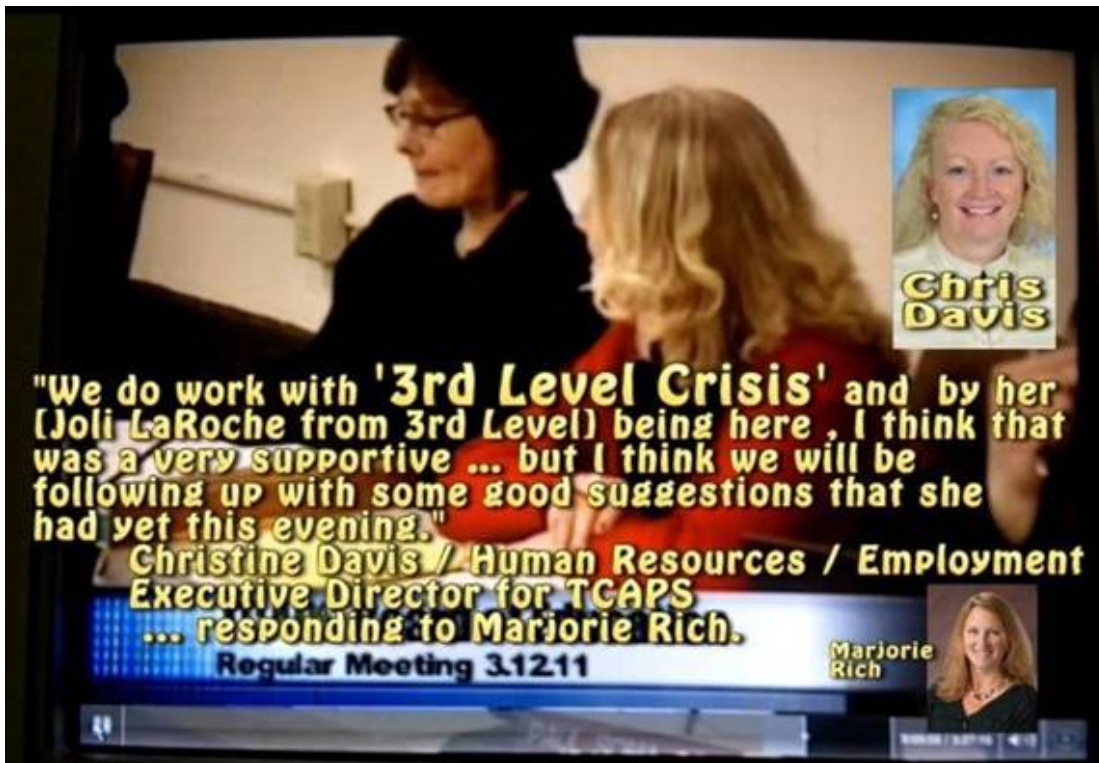 Chris
Davis
"We do work with '3rd Level Crisis' and by her
(Joli LaRoche from 3rd Level) being here , I think that
was a very supportive ... but I think we will be
following up with some good suggestions that she
had yet this evening."
Christine Davis / Human Resources / Employment
Executive Director for TCAPS
... responding to Marjorie Rich.
Regular Meeting 3.12.11
Marjorie
Rich